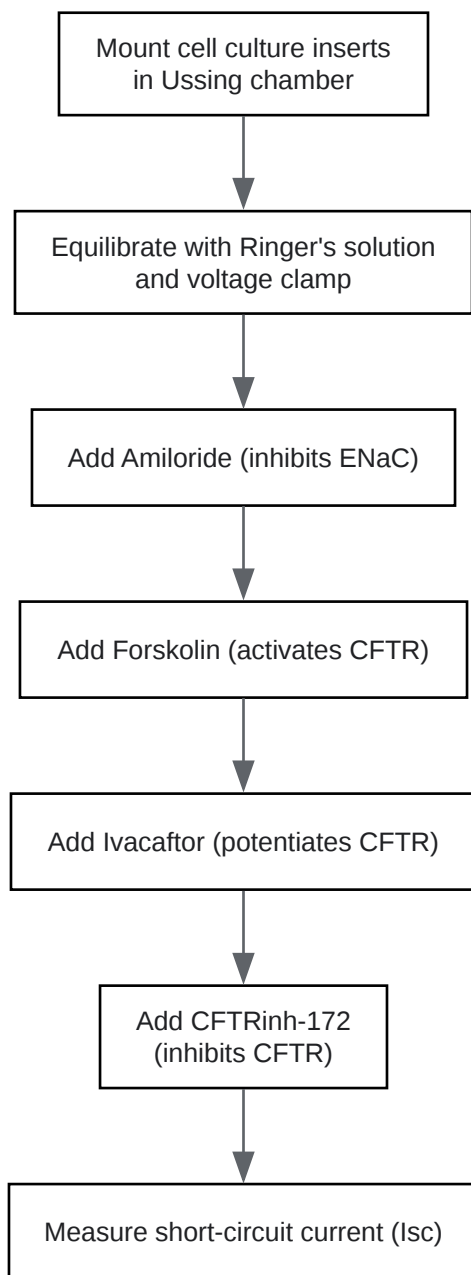 Mount cell culture inserts
in Ussing chamber
Equilibrate with Ringer's solution
and voltage clamp
Add Amiloride (inhibits ENaC)
Add Forskolin (activates CFTR)
Add Ivacaftor (potentiates CFTR)
Add CFTRinh-172
(inhibits CFTR)
Measure short-circuit current (Isc)